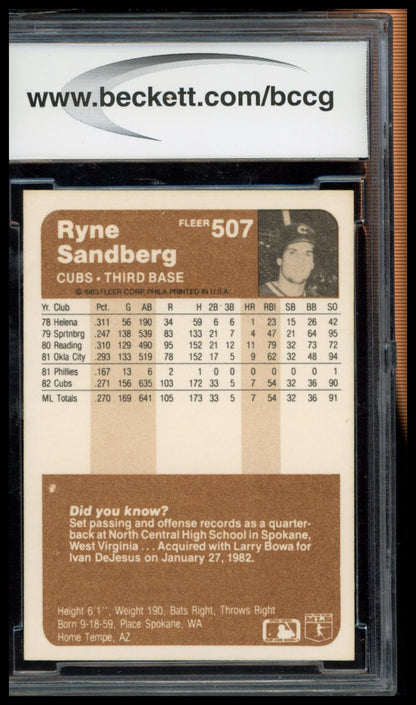 www.beckett.com/bccg
Ryne FLEER 507
Sandberg
CUBS • THIRD BASE
© 1983 FLEER CORP., PHILA. PRINTED IN U.S.A.
Yr. Club Pct. G AB R H 2B 3B HR RBI SB BB SO
78 Helena .311 56 190 34 59 6 6 1 23 15 26 42
79 Sprtnbrg .247 138 539 83 133 21 7 4 47 21 64 95
80 Reading .310 129 490 95 152 21 12 11 79 32 73 72
81 Okla City .293 133 519 78 152 17 5 9 62 32 48 94
81 Phillies .167 13 6 2 1 0 0 0 0 0 0 1
82 Cubs .271 156 635 103 172 33 5 7 54 32 36 90
ML Totals .270 169 641 105 173 33 5 7 54 32 36 91
Did you know?
Set passing and offense records as a quarter-
back at North Central High School in Spokane,
West Virginia . . . Acquired with Larry Bowa for
Ivan DeJesus on January 27, 1982.
Height 6'1'', Weight 190, Bats Right, Throws Right
Born 9-18-59, Place Spokane, WA
Home Tempe, AZ